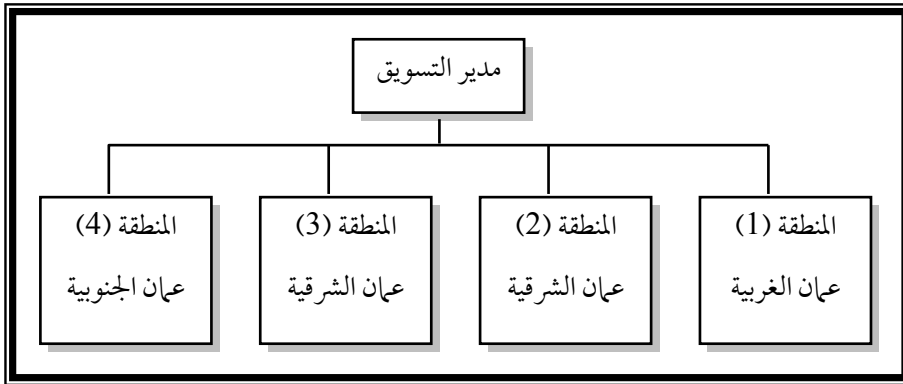 مدير التسويق
المنطقة (1)
عمان الغربية
المنطقة (2)
عمان الشرقية
المنطقة (3)
عمان الشرقية
المنطقة (4)
عمان الجنوبية